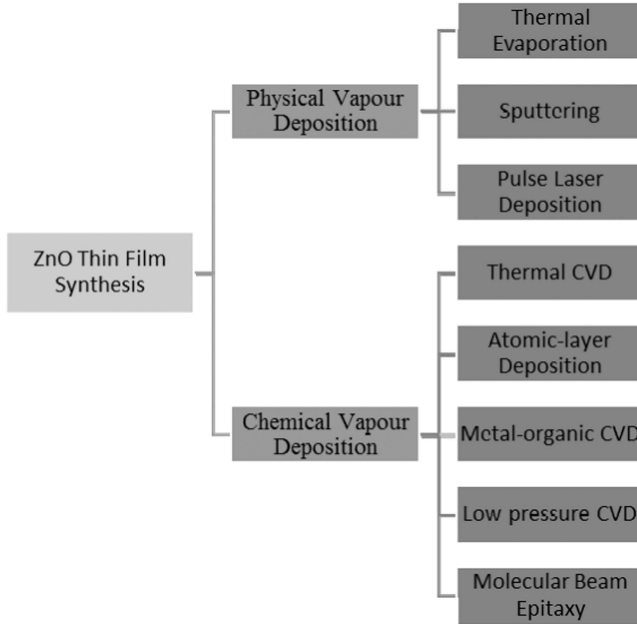 ZnO Thin Film
Synthesis
Physical Vapour
Deposition
Thermal
Evaporation
Sputtering
Pulse Laser
Deposition
Chemical Vapour
Deposition
Thermal CVD
Atomic-layer
Deposition
Metal-organic CVD
Low pressure CVD
Molecular Beam
Epitaxy